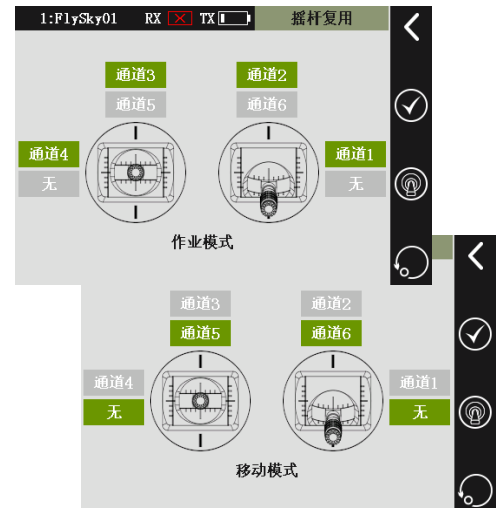 1:FlySky01 RX TX 摇杆复用
通道3 通道2
通道5 通道6
通道4 通道1
无 无
作业模式
通道3 通道2
通道5 通道6
通道4 通道1
无 无
移动模式